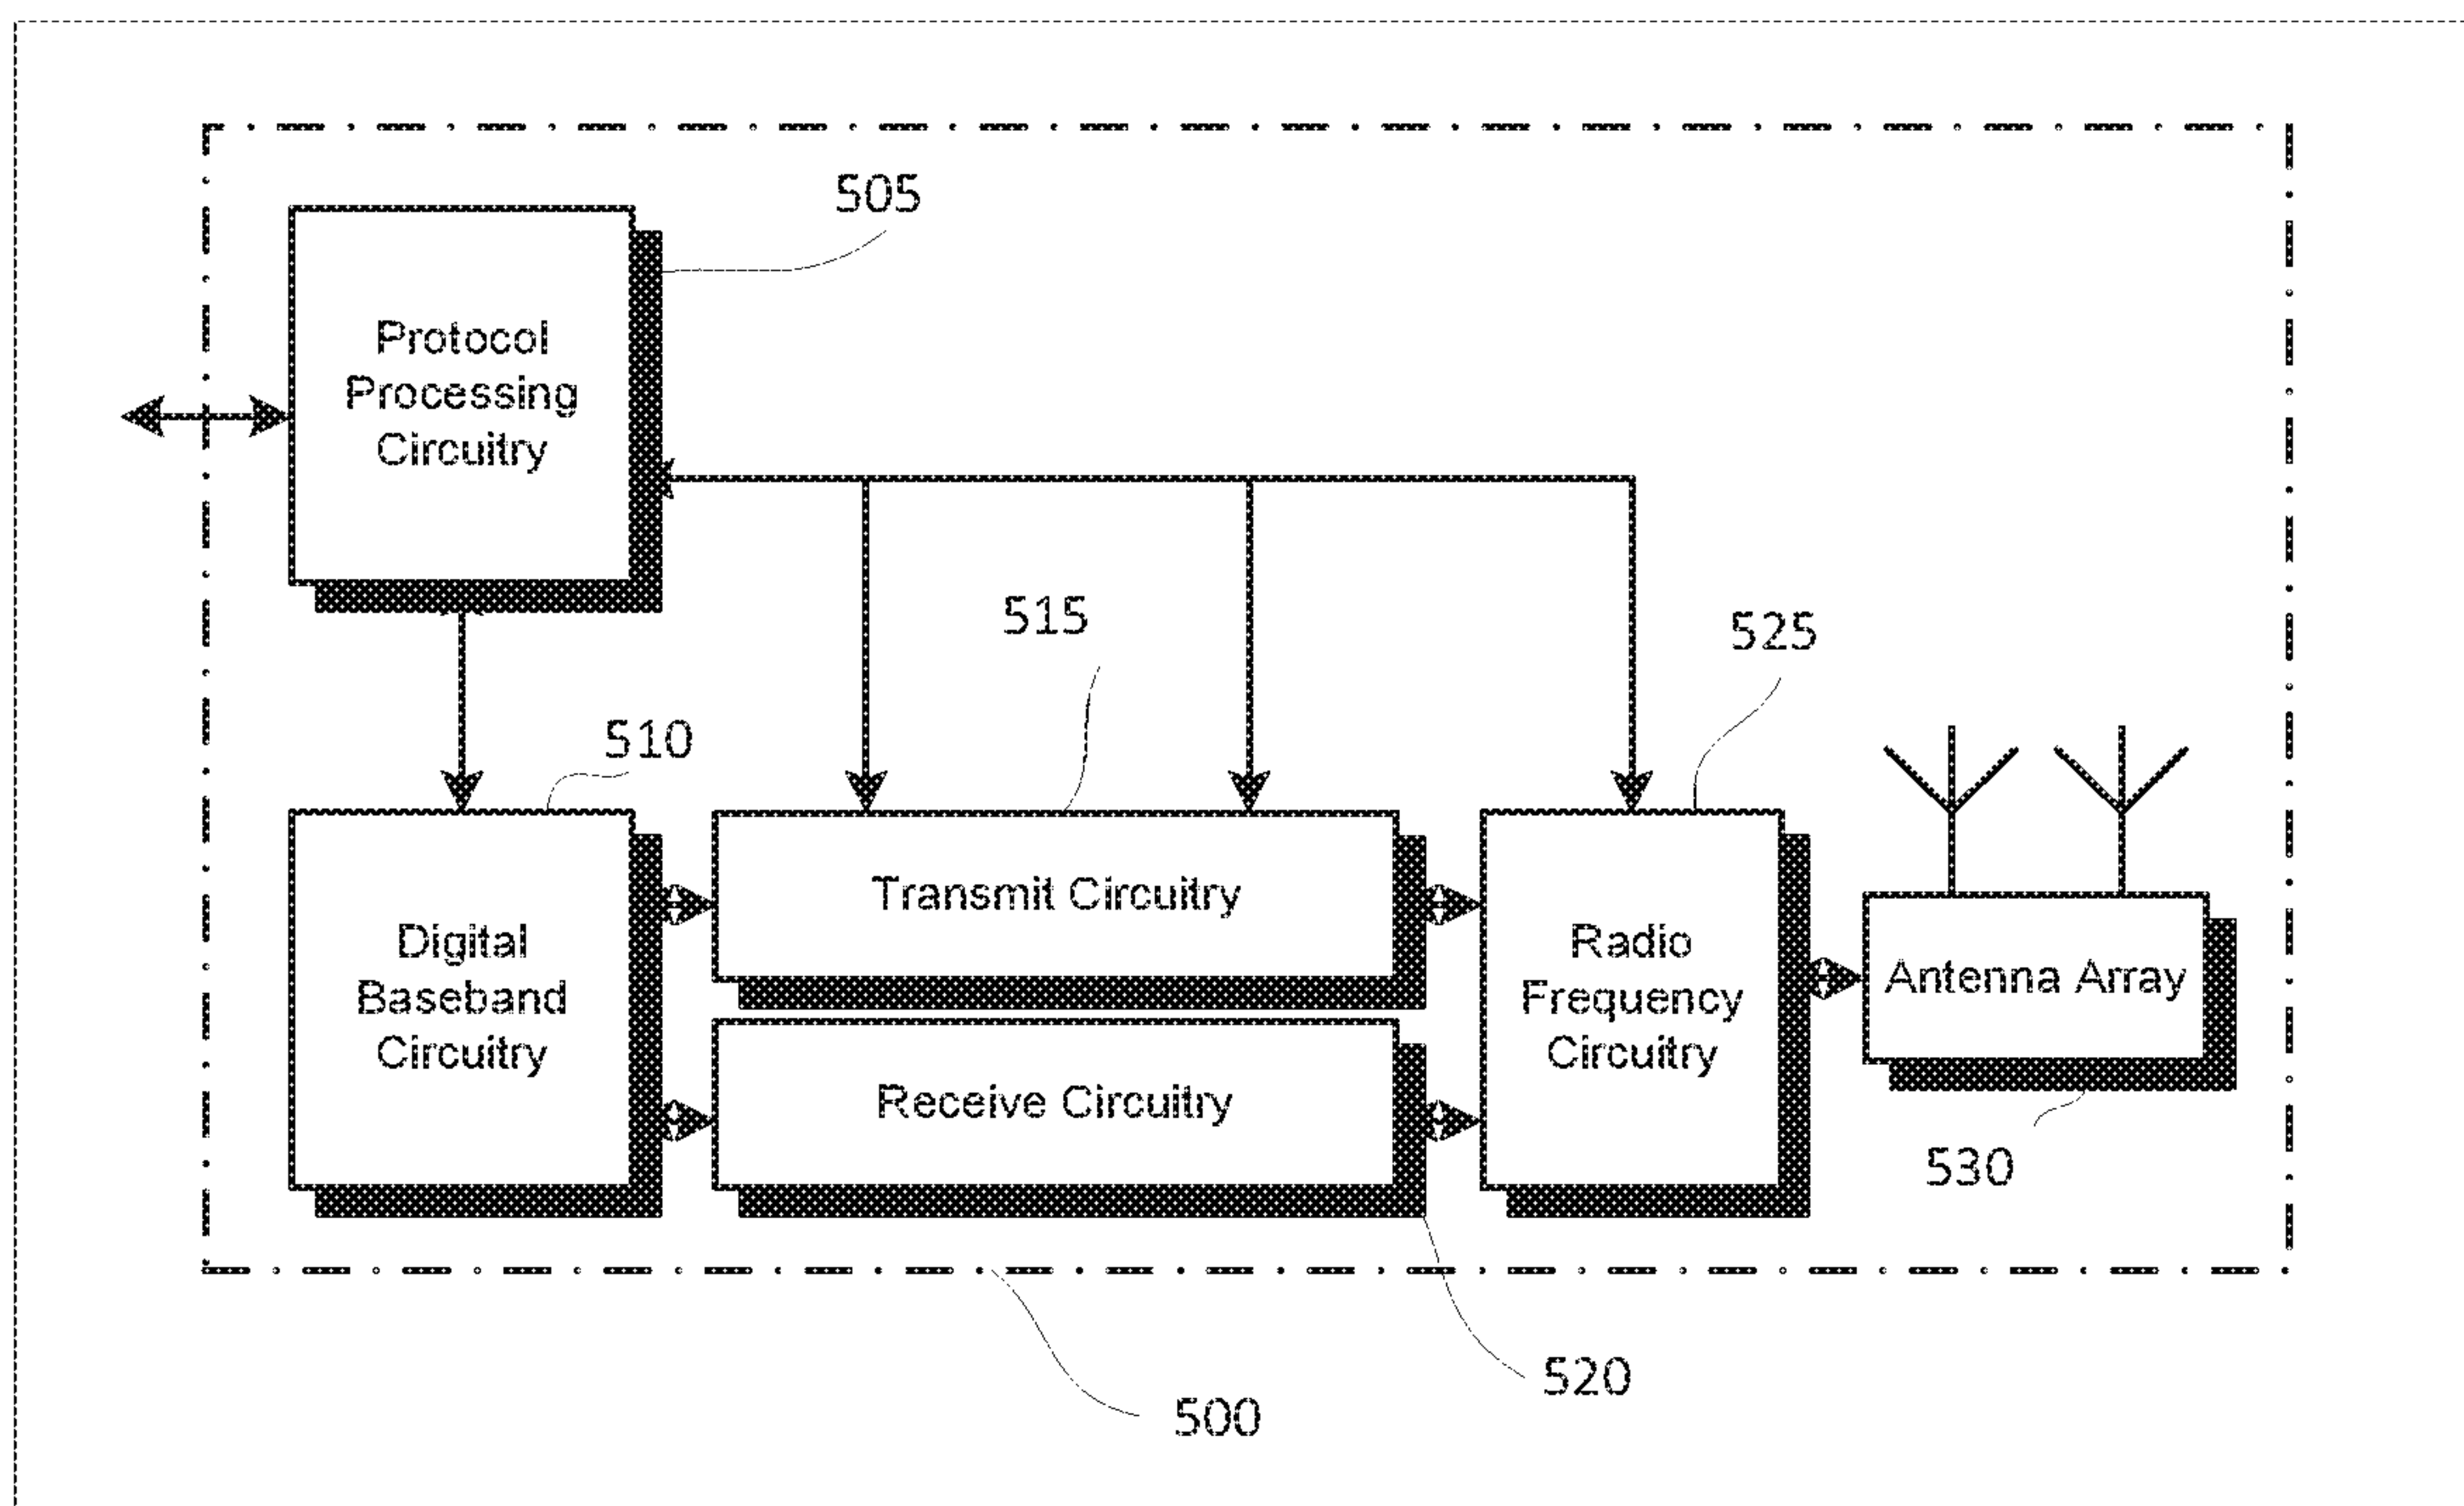 505
Protocol
Processing
Circuitry
515
525
510
Transmit Circuitry
Digital
Baseband
Circuitry
Radio
Frequency
Circuitry
Antenna Array
Receive Circuitry
530
520
500